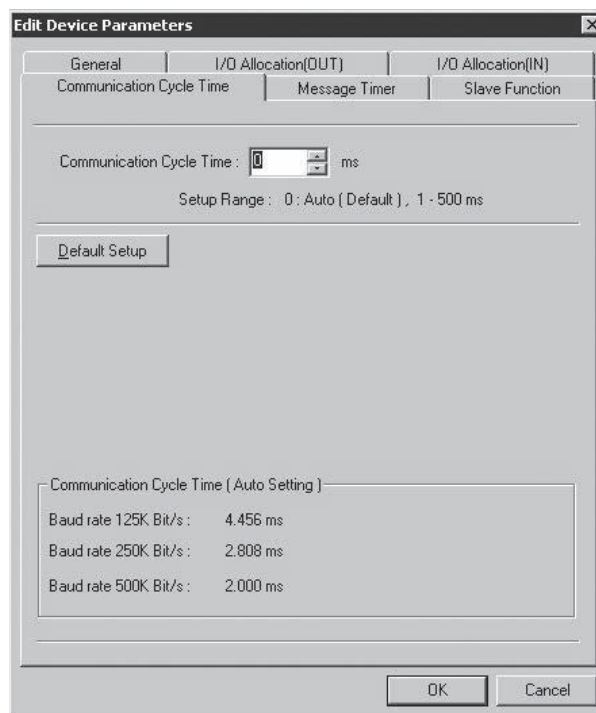 Edit Device Parameters
General I/O Allocation(OUT) I/O Allocation(IN)
Communication Cycle Time Message Timer Slave Function
Communication Cycle Time : 0 ms
Setup Range : 0 : Auto ( Default ) , 1 - 500 ms
Default Setup
Communication Cycle Time ( Auto Setting )
Baud rate 125K Bit/s : 4.456 ms
Baud rate 250K Bit/s : 2.808 ms
Baud rate 500K Bit/s : 2.000 ms
OK Cancel